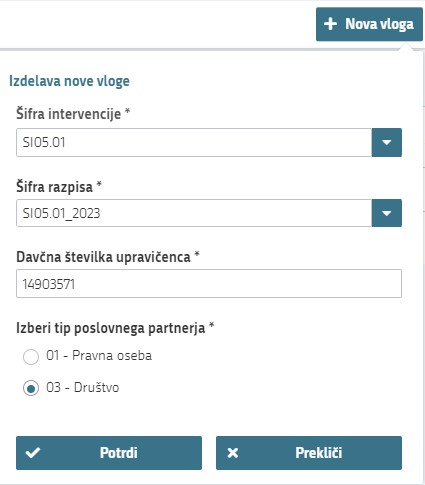 Nova vloga
Izdelava nove vloge
Šifra intervencije *
SI05.01
Šifra razpisa *
SI05.01_2023
Davčna številka upravičenca *
14903571
Izberi tip poslovnega partnerja *
01 - Pravna oseba
03 - Društvo
Potrdi Prekliči